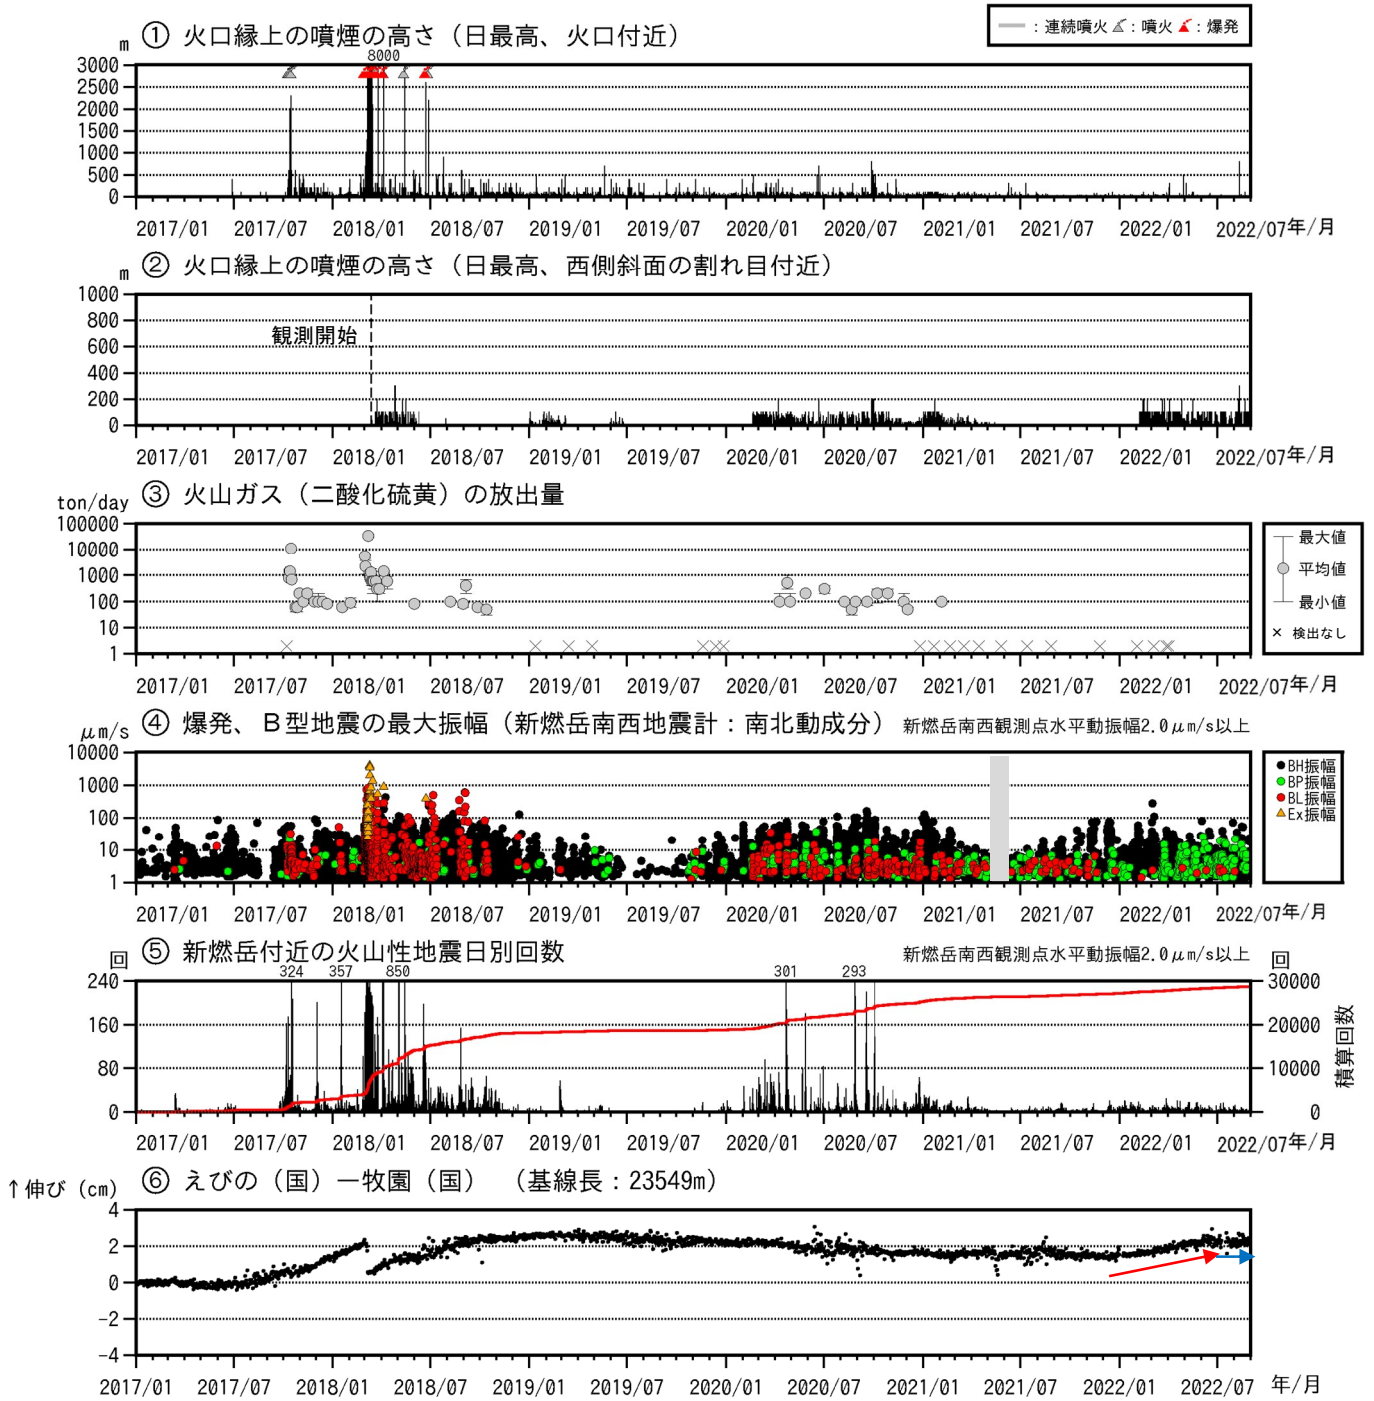 ① 火口縁上の噴煙の高さ（日最高、火口付近）
：連続噴火 ：噴火 ：爆発
m
8000
3000
2500
2000
1500
1000
500
0
2017/01 2017/07 2018/01 2018/07 2019/01 2019/07 2020/01 2020/07 2021/01 2021/07 2022/01 2022/07年/月
② 火口縁上の噴煙の高さ（日最高、西側斜面の割れ目付近）
m
1000
800
観測開始
600
400
200
0
2017/01 2017/07 2018/01 2018/07 2019/01 2019/07 2020/01 2020/07 2021/01 2021/07 2022/01 2022/07年/月
③ 火山ガス（二酸化硫黄）の放出量
ton/day
100000
10000
1000
100
10
1
最大値
平均値
最小値
× 検出なし
2017/01 2017/07 2018/01 2018/07 2019/01 2019/07 2020/01 2020/07 2021/01 2021/07 2022/01 2022/07年/月
④ 爆発、Ｂ型地震の最大振幅（新燃岳南西地震計：南北動成分） 新燃岳南西観測点水平動振幅2.0μm/s以上
μm/s
10000
1000
100
10
1
BH振幅
BP振幅
BL振幅
Ex振幅
2017/01 2017/07 2018/01 2018/07 2019/01 2019/07 2020/01 2020/07 2021/01 2021/07 2022/01 2022/07年/月
⑤ 新燃岳付近の火山性地震日別回数 新燃岳南西観測点水平動振幅2.0μm/s以上
回 回
324 357 850 301 293
240 30000
160 20000
80 10000
0 0
積算回数
2017/01 2017/07 2018/01 2018/07 2019/01 2019/07 2020/01 2020/07 2021/01 2021/07 2022/01 2022/07年/月
⑥ えびの（国）－牧園（国） （基線長：23549m）
↑伸び（cm）
4
2
0
-2
-4
2017/01 2017/07 2018/01 2018/07 2019/01 2019/07 2020/01 2020/07 2021/01 2021/07 2022/01 2022/07 年/月